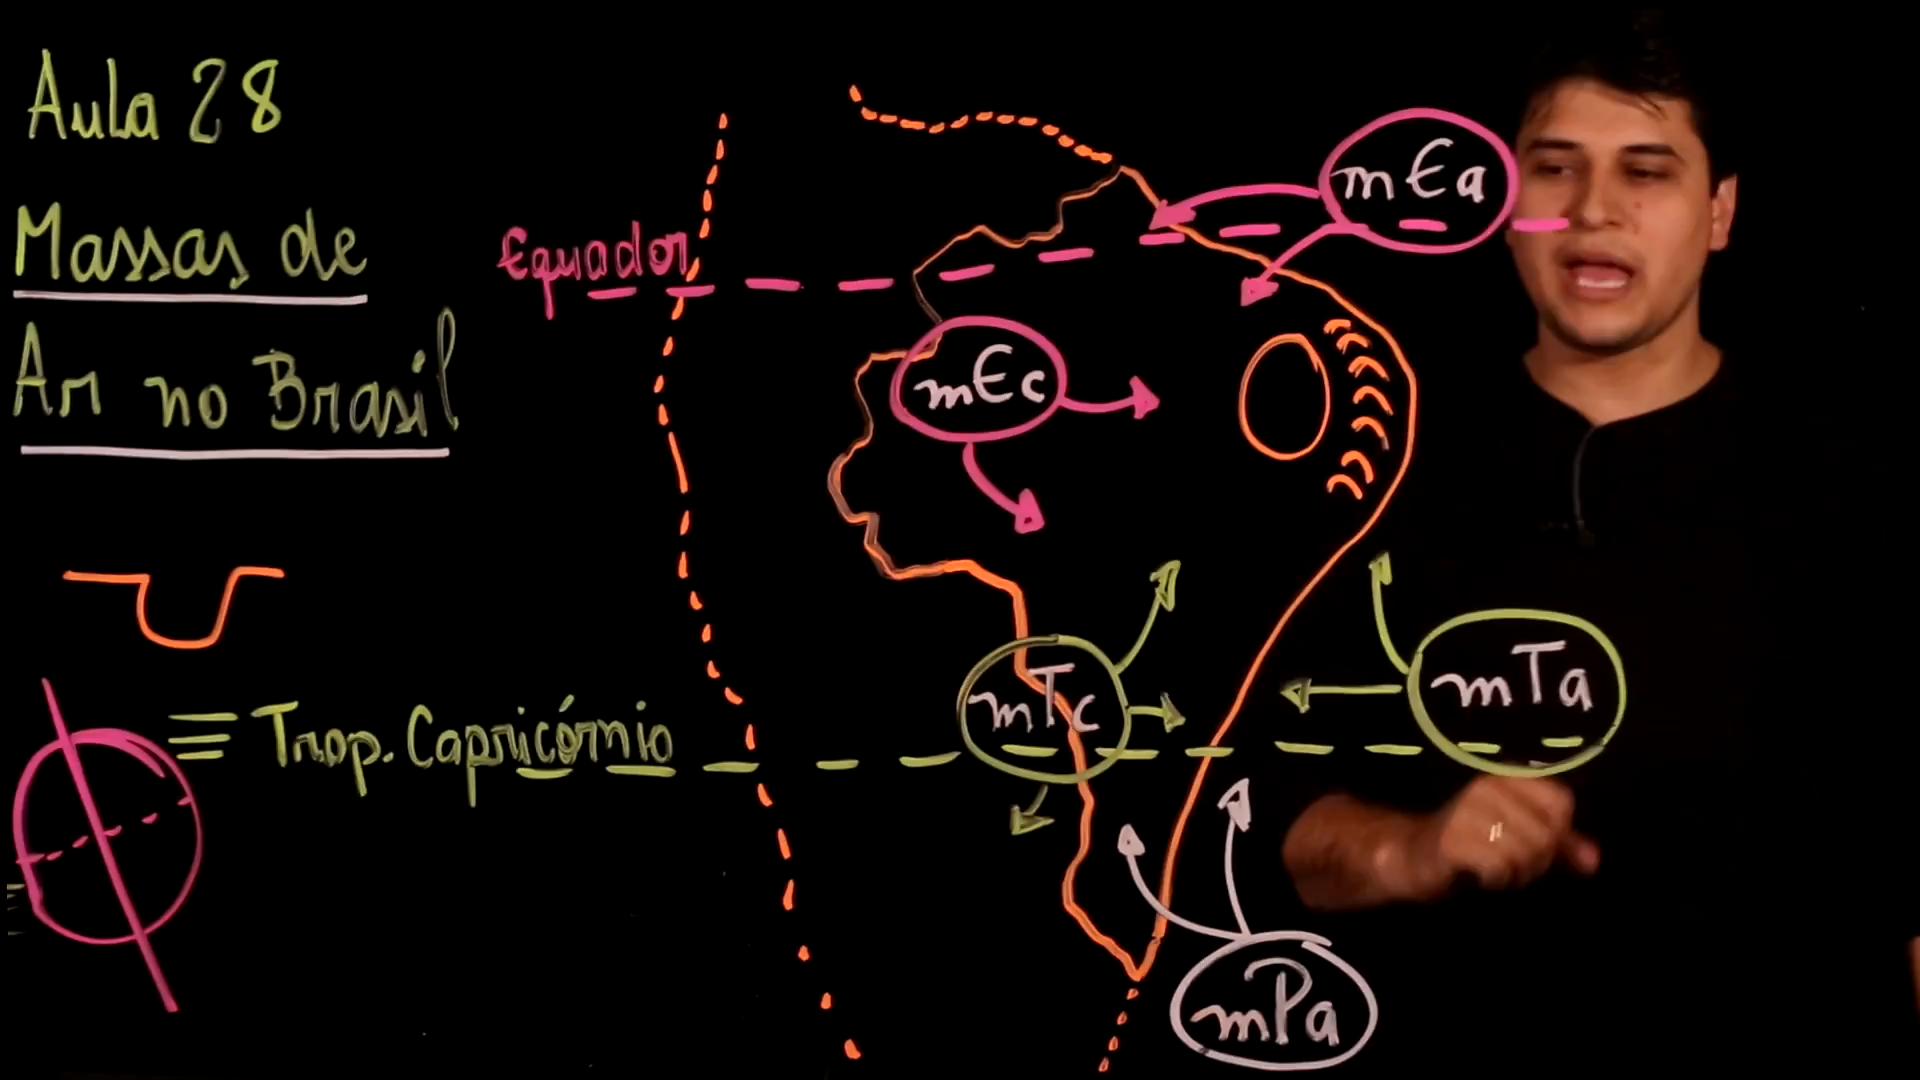 Aula 28
Massas de
Ar no Brasil
Equador
mEa
mEc
mTc
mTa
Trop. Capricórnio
mPa